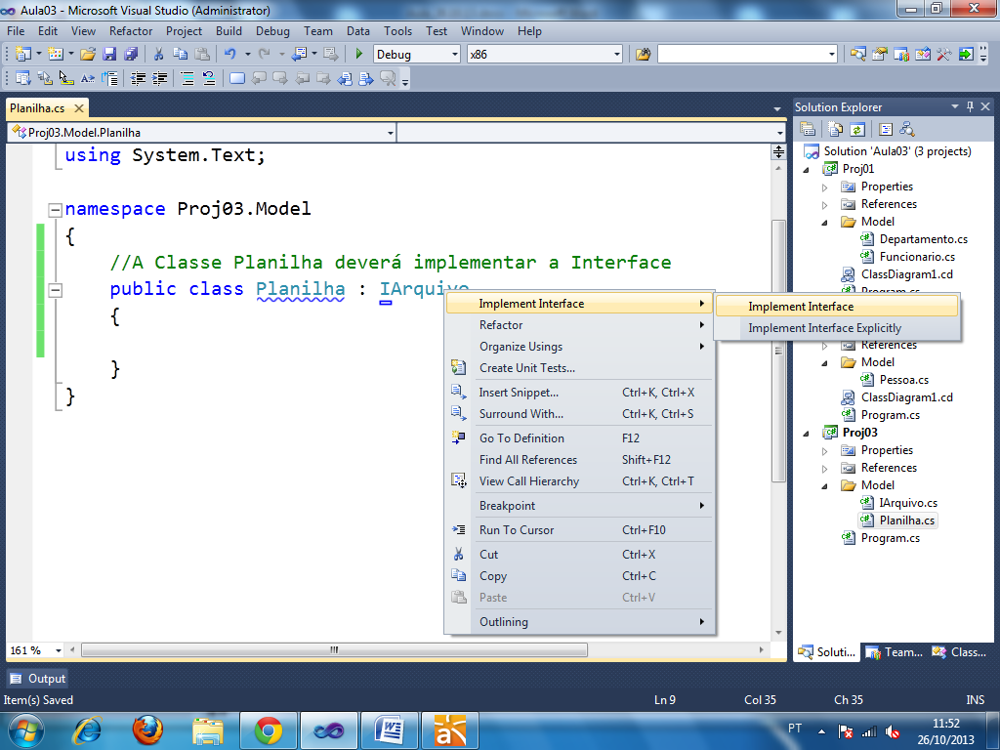 Aula03 - Microsoft Visual Studio (Administrator)
File Edit View Refactor Project Build Debug Team Data Tools Test Window Help
Debug x86
Planilha.cs
Proj03.Model.Planilha
using System.Text;
namespace Proj03.Model
{
//A Classe Planilha deverá implementar a Interface
public class Planilha : IArquivo
{
}
}
Implement Interface
Refactor
Organize Usings
Create Unit Tests...
Insert Snippet... Ctrl+K, Ctrl+X
Surround With... Ctrl+K, Ctrl+S
Go To Definition F12
Find All References Shift+F12
View Call Hierarchy Ctrl+K, Ctrl+T
Breakpoint
Run To Cursor Ctrl+F10
Cut Ctrl+X
Copy Ctrl+C
Paste Ctrl+V
Outlining
Implement Interface
Implement Interface Explicitly
Solution Explorer
Solution 'Aula03' (3 projects)
Proj01
Properties
References
Model
Departamento.cs
Funcionario.cs
ClassDiagram1.cd
Program.cs
References
Model
Pessoa.cs
ClassDiagram1.cd
Program.cs
Proj03
Properties
References
Model
IArquivo.cs
Planilha.cs
Program.cs
Soluti... Team... Class...
161 %
Output
Item(s) Saved Ln 9 Col 35 Ch 35 INS
PT 11:52
26/10/2013